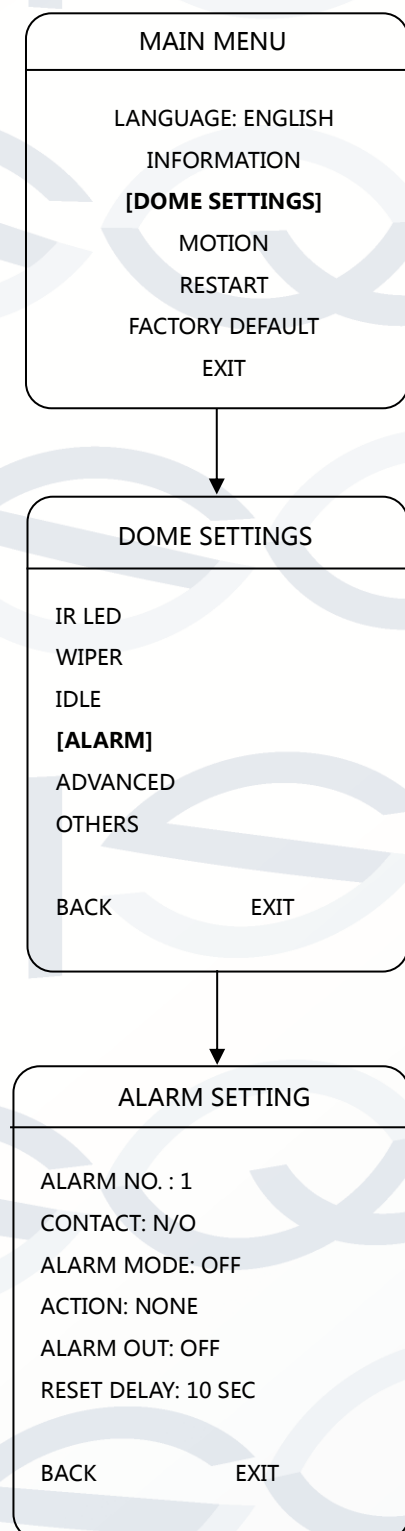 MAIN MENU
LANGUAGE: ENGLISH
INFORMATION
[DOME SETTINGS]
MOTION
RESTART
FACTORY DEFAULT
EXIT
DOME SETTINGS
IR LED
WIPER
IDLE
[ALARM]
ADVANCED
OTHERS
BACK EXIT
ALARM SETTING
ALARM NO. : 1
CONTACT: N/O
ALARM MODE: OFF
ACTION: NONE
ALARM OUT: OFF
RESET DELAY: 10 SEC
BACK EXIT